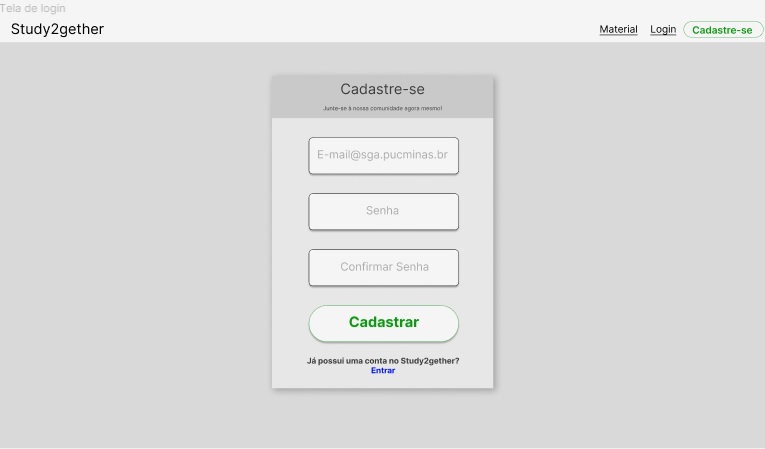 Tela de login
Study2gether
Material
Login
Cadastre-se
Cadastre-se
Junte-se à nossa comunidade agora mesmo!
E-mail@sga.pucminas.br
Senha
Confirmar Senha
Cadastrar
Já possui uma conta no Study2gether?
Entrar